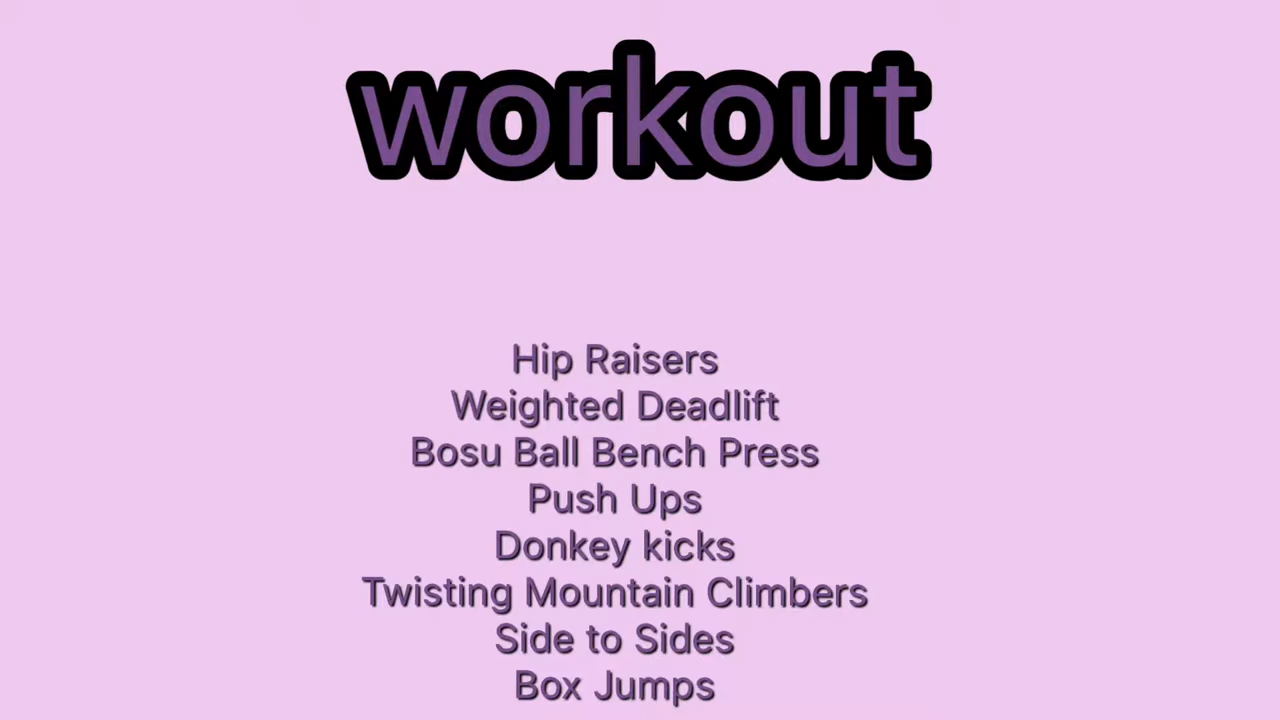 workout
Hip Raisers
Weighted Deadlift
Bosu Ball Bench Press
Push Ups
Donkey kicks
Twisting Mountain Climbers
Side to Sides
Box Jumps